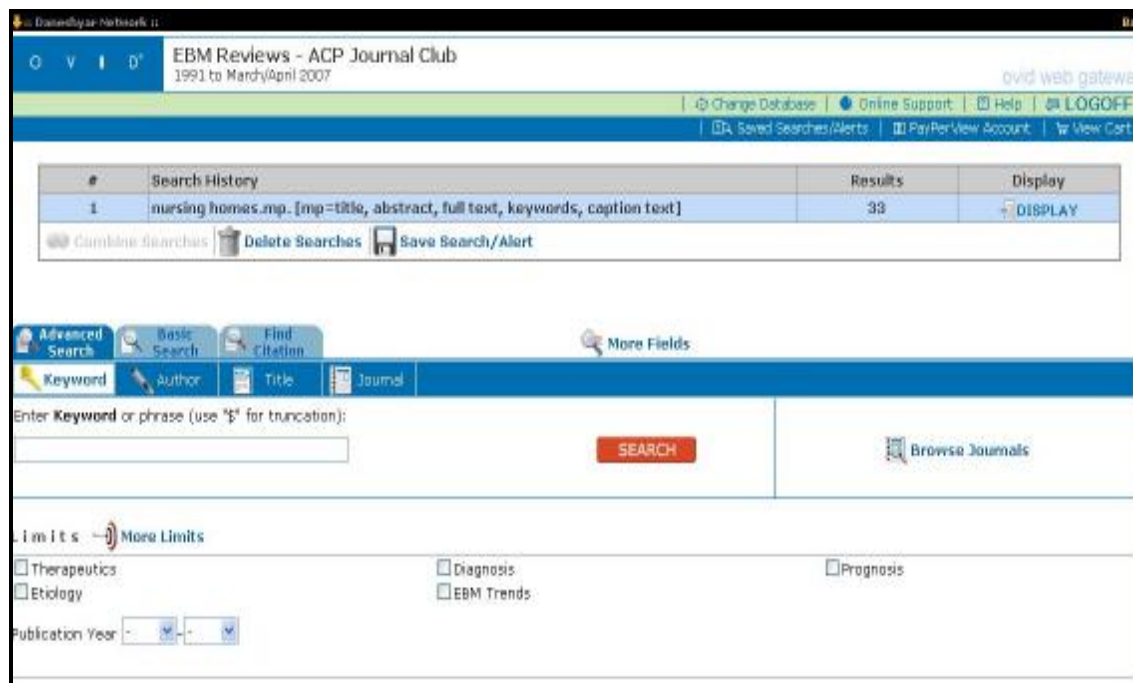 :: Daneshyar Network ::
O V I D
EBM Reviews - ACP Journal Club
1991 to March/April 2007
ovid web gatewa
| Change Database | Online Support | Help | LOGOFF
| Saved Searches/Alerts | PayPerView Account | View Cart
# Search History Results Display
1 nursing homes.mp. [mp=title, abstract, full text, keywords, caption text] 33 DISPLAY
Combine Searches Delete Searches Save Search/Alert
Advanced Search Basic Search Find Citation More Fields
Keyword Author Title Journal
Enter Keyword or phrase (use "$" for truncation):
SEARCH Browse Journals
Limits More Limits
Therapeutics Diagnosis Prognosis
Etiology EBM Trends
Publication Year - - -